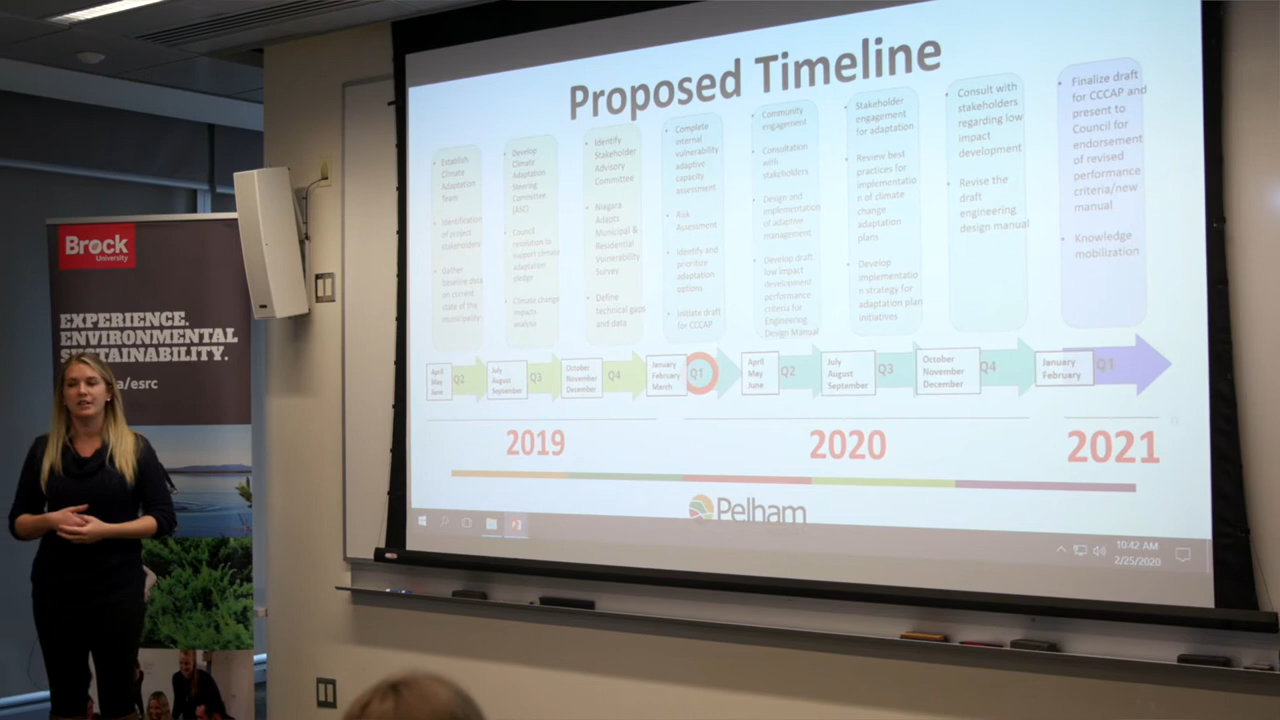 Proposed Timeline
• Establish
Climate
Adaptation
Team
• Identification
of project
stakeholders
• Gather
baseline data
on current
state of the
municipality
• Develop
Climate
Adaptation
Steering
Committee
(ASC)
• Council
resolution to
support climate
adaptation
pledge
• Climate change
impacts
analysis
• Identify
Stakeholder
Advisory
Committee
• Niagara
Adapts
Municipal &
Residential
Vulnerability
Survey
• Define
technical gaps
and data
• Complete
internal
vulnerability
adaptive
capacity
assessment
• Risk
Assessment
• Identify and
prioritize
adaptation
options
• Initiate draft
for CCCAP
• Community
engagement
• Consultation
with
stakeholders
• Design and
implementation
of adaptive
management
• Develop draft
low impact
development
performance
criteria for
Engineering
Design Manual
• Stakeholder
engagement
for adaptation
• Review best
practices for
implementatio
n of climate
change
adaptation
plans
• Develop
implementatio
n strategy for
adaptation plan
initiatives
• Consult with
stakeholders
regarding low
impact
development
• Revise the
draft
engineering
design manual
• Finalize draft
for CCCAP and
present to
Council for
endorsement
of revised
performance
criteria/new
manual
• Knowledge
mobilization
April
May
June
Q2
July
August
September
Q3
October
November
December
Q4
January
February
March
Q1
April
May
June
Q2
July
August
September
Q3
October
November
December
Q4
January
February
Q1
2019
2020
2021
Pelham
10:42 AM
2/25/2020
Brock
University
EXPERIENCE.
ENVIRONMENTAL
SUSTAINABILITY.
a/esrc